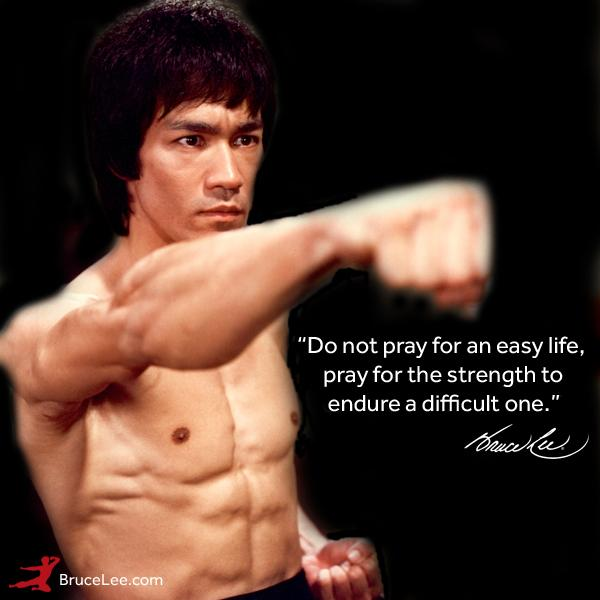 “Do not pray for an easy life,
pray for the strength to
endure a difficult one.”
Bruce Lee
BruceLee.com